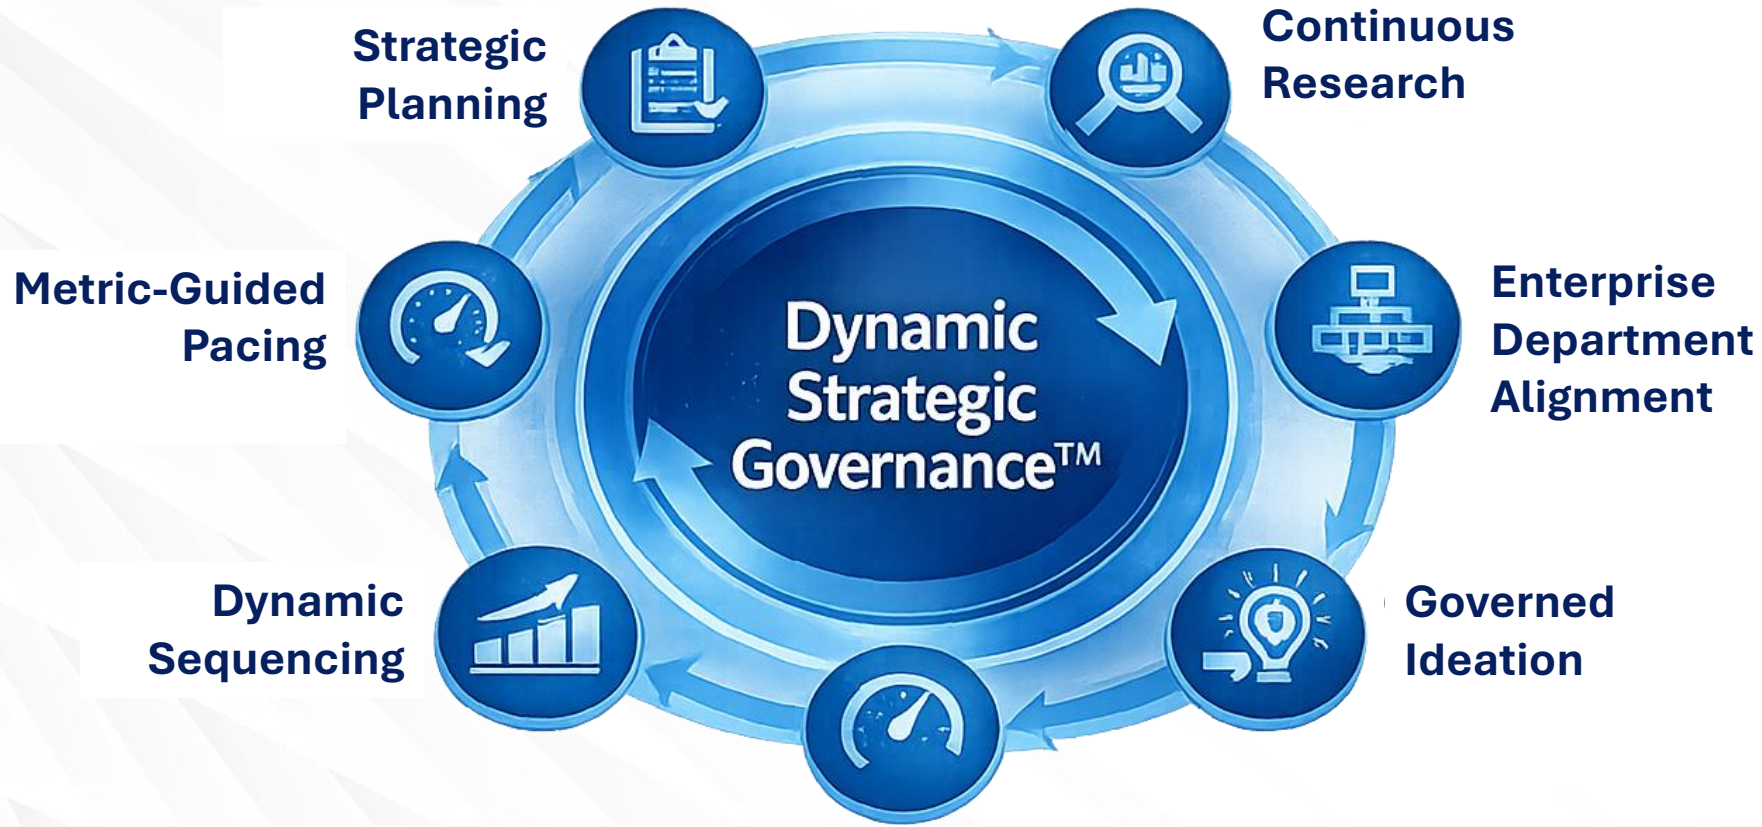 Strategic
Planning
Continuous
Research
Metric-Guided
Pacing
Enterprise
Department
Alignment
Dynamic
Strategic
Governance™
Dynamic
Sequencing
Governed
Ideation